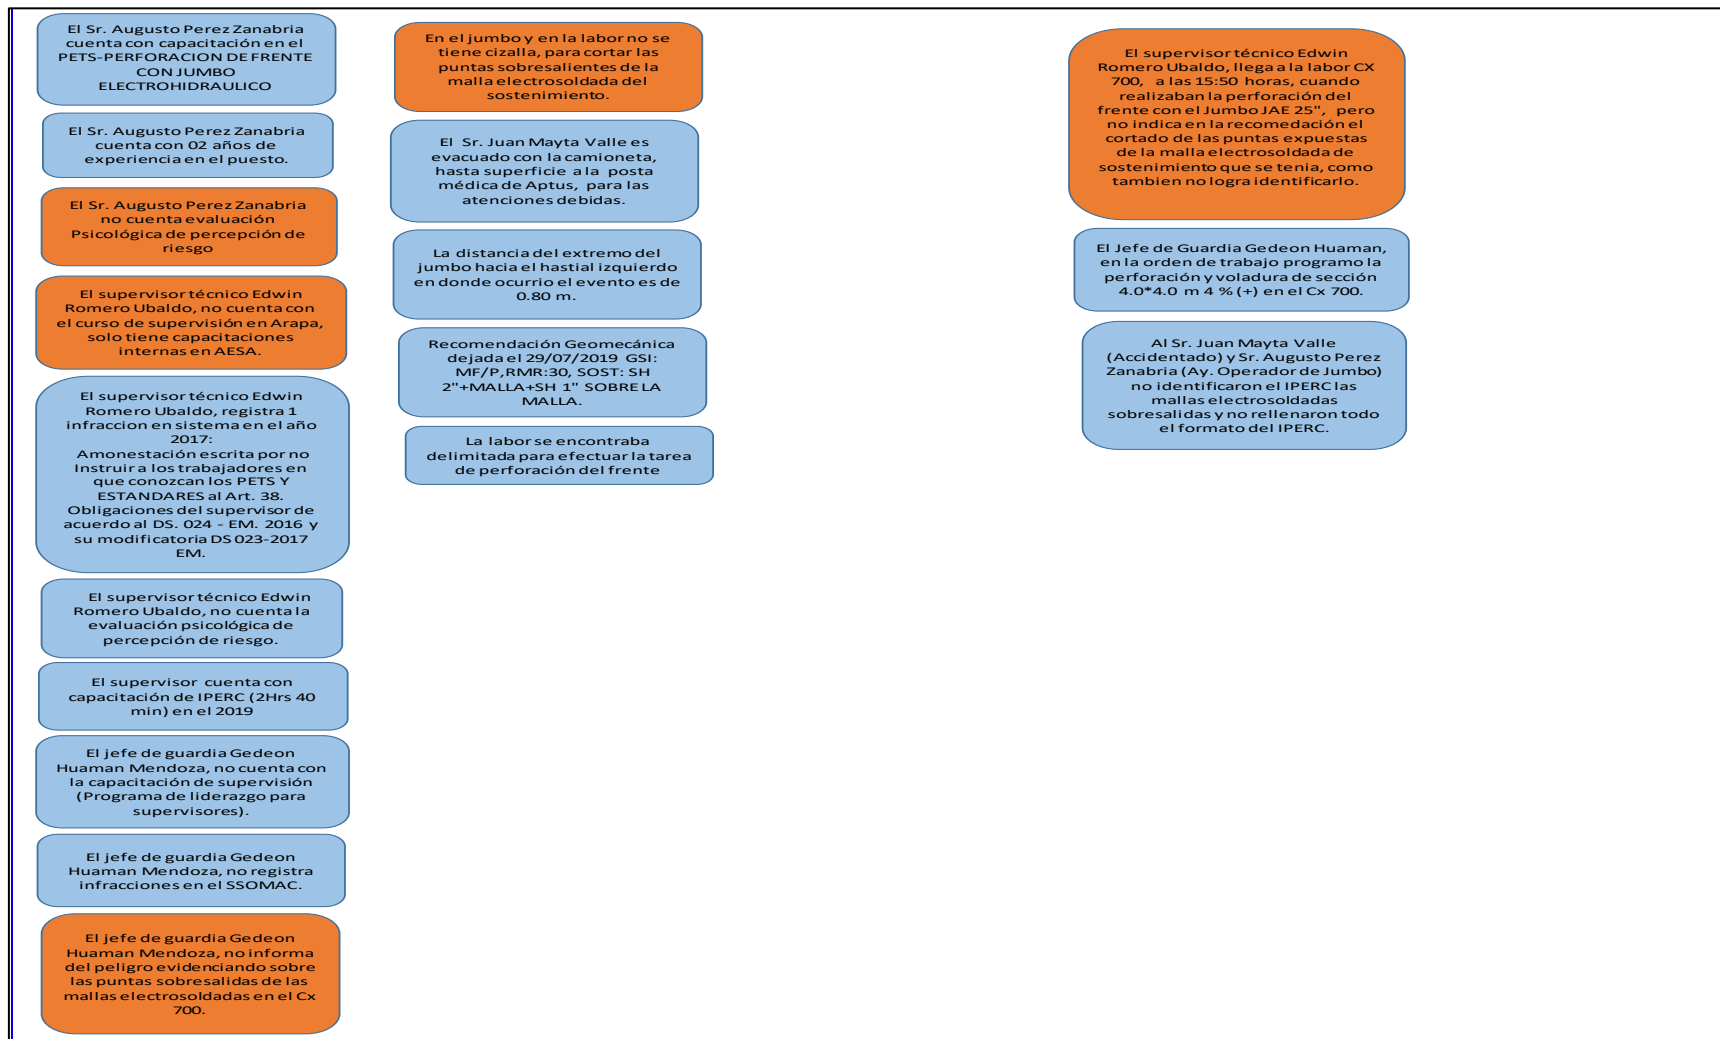 El Sr. Augusto Perez Zanabria
cuenta con capacitación en el
PETS-PERFORACION DE FRENTE
CON JUMBO
ELECTROHIDRAULICO
El Sr. Augusto Perez Zanabria
cuenta con 02 años de
experiencia en el puesto.
El Sr. Augusto Perez Zanabria
no cuenta evaluación
Psicológica de percepción de
riesgo
El supervisor técnico Edwin
Romero Ubaldo, no cuenta con
el curso de supervisión en Arapa,
solo tiene capacitaciones
internas en AESA.
El supervisor técnico Edwin
Romero Ubaldo, registra 1
infraccion en sistema en el año
2017:
Amonestación escrita por no
Instruir a los trabajadores en
que conozcan los PETS Y
ESTANDARES al Art. 38.
Obligaciones del supervisor de
acuerdo al DS. 024 - EM. 2016 y
su modificatoria DS 023-2017
EM.
El supervisor técnico Edwin
Romero Ubaldo, no cuenta la
evaluación psicológica de
percepción de riesgo.
El supervisor cuenta con
capacitación de IPERC (2Hrs 40
min) en el 2019
El jefe de guardia Gedeon
Huaman Mendoza, no cuenta con
la capacitación de supervisión
(Programa de liderazgo para
supervisores).
El jefe de guardia Gedeon
Huaman Mendoza, no registra
infracciones en el SSOMAC.
El jefe de guardia Gedeon
Huaman Mendoza, no informa
del peligro evidenciando sobre
las puntas sobresalidas de las
mallas electrosoldadas en el Cx
700.
En el jumbo y en la labor no se
tiene cizalla, para cortar las
puntas sobresalientes de la
malla electrosoldada del
sostenimiento.
El Sr. Juan Mayta Valle es
evacuado con la camioneta,
hasta superficie a la posta
médica de Aptus, para las
atenciones debidas.
La distancia del extremo del
jumbo hacia el hastial izquierdo
en donde ocurrio el evento es de
0.80 m.
Recomendación Geomecánica
dejada el 29/07/2019 GSI:
MF/P,RMR:30, SOST: SH
2"+MALLA+SH 1" SOBRE LA
MALLA.
La labor se encontraba
delimitada para efectuar la tarea
de perforación del frente
El supervisor técnico Edwin
Romero Ubaldo, llega a la labor CX
700, a las 15:50 horas, cuando
realizaban la perforación del
frente con el Jumbo JAE 25", pero
no indica en la recomedación el
cortado de las puntas expuestas
de la malla electrosoldada de
sostenimiento que se tenia, como
tambien no logra identificarlo.
El Jefe de Guardia Gedeon Huaman,
en la orden de trabajo programo la
perforación y voladura de sección
4.0*4.0 m 4 % (+) en el Cx 700.
Al Sr. Juan Mayta Valle
(Accidentado) y Sr. Augusto Perez
Zanabria (Ay. Operador de Jumbo)
no identificaron el IPERC las
mallas electrosoldadas
sobresalidas y no rellenaron todo
el formato del IPERC.